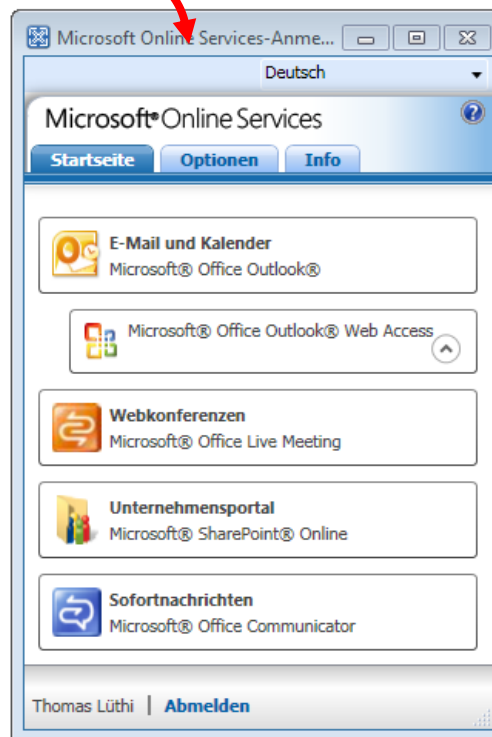 Microsoft Online Services-Anme...
Deutsch
Microsoft® Online Services
Startseite Optionen Info
E-Mail und Kalender
Microsoft® Office Outlook®
Microsoft® Office Outlook® Web Access
Webkonferenzen
Microsoft® Office Live Meeting
Unternehmensportal
Microsoft® SharePoint® Online
Sofortnachrichten
Microsoft® Office Communicator
Thomas Lüthi | Abmelden